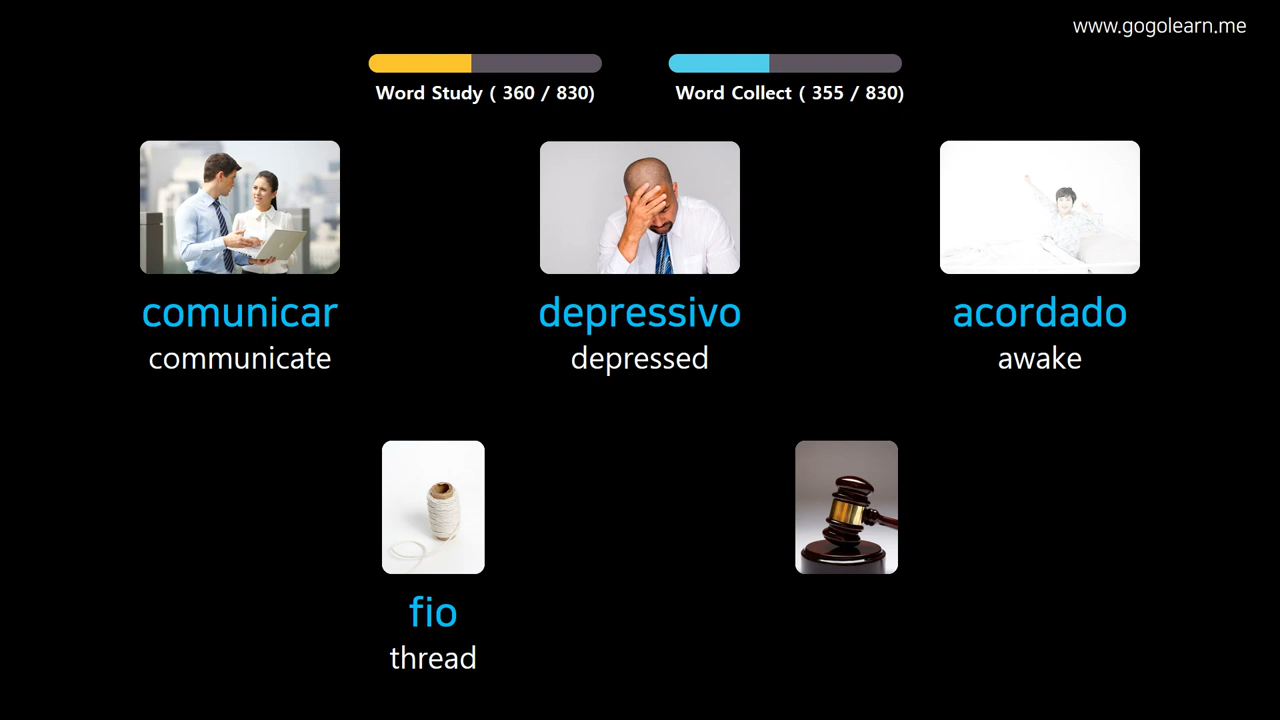 www.gogolearn.me
Word Study ( 360 / 830)
Word Collect ( 355 / 830)
comunicar
communicate
depressivo
depressed
acordado
awake
fio
thread